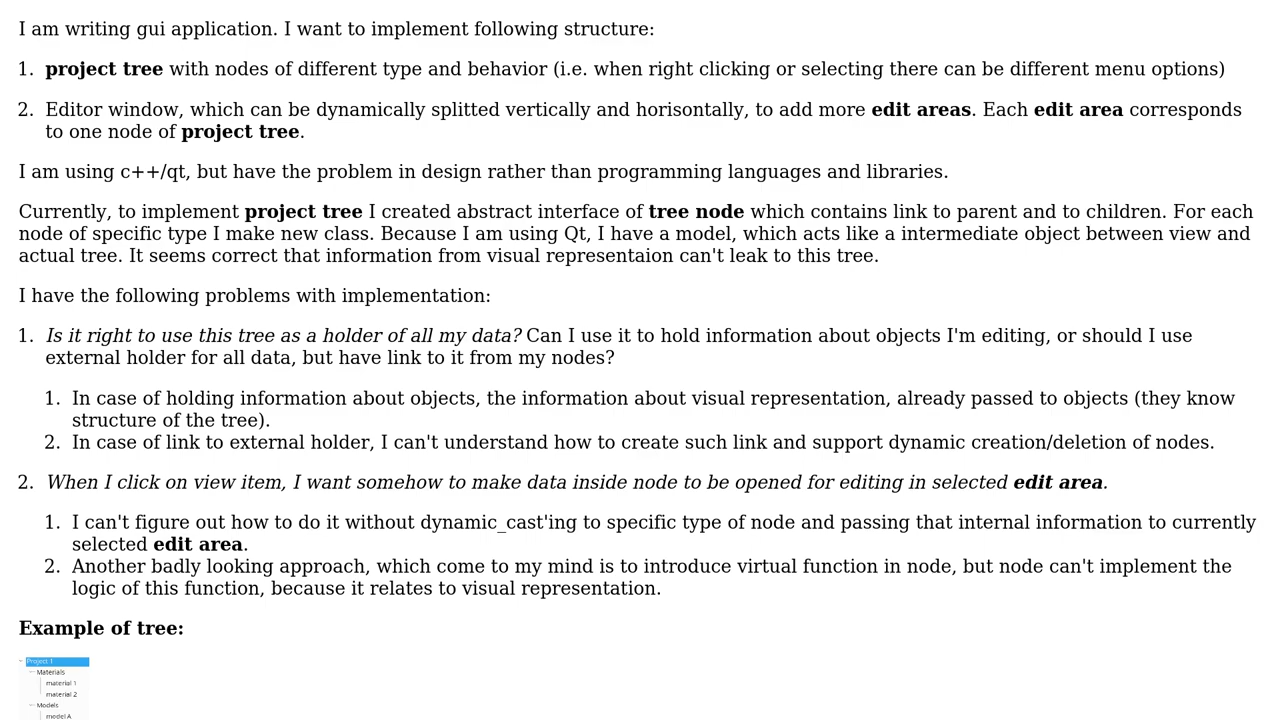 I am writing gui application. I want to implement following structure:
1. project tree with nodes of different type and behavior (i.e. when right clicking or selecting there can be different menu options)
2. Editor window, which can be dynamically splitted vertically and horisontally, to add more edit areas. Each edit area corresponds
to one node of project tree.
I am using c++/qt, but have the problem in design rather than programming languages and libraries.
Currently, to implement project tree I created abstract interface of tree node which contains link to parent and to children. For each
node of specific type I make new class. Because I am using Qt, I have a model, which acts like a intermediate object between view and
actual tree. It seems correct that information from visual representaion can't leak to this tree.
I have the following problems with implementation:
1. Is it right to use this tree as a holder of all my data? Can I use it to hold information about objects I'm editing, or should I use
external holder for all data, but have link to it from my nodes?
1. In case of holding information about objects, the information about visual representation, already passed to objects (they know
structure of the tree).
2. In case of link to external holder, I can't understand how to create such link and support dynamic creation/deletion of nodes.
2. When I click on view item, I want somehow to make data inside node to be opened for editing in selected edit area.
1. I can't figure out how to do it without dynamic_cast'ing to specific type of node and passing that internal information to currently
selected edit area.
2. Another badly looking approach, which come to my mind is to introduce virtual function in node, but node can't implement the
logic of this function, because it relates to visual representation.
Example of tree:
Project 1
Materials
material 1
material 2
Models
model A